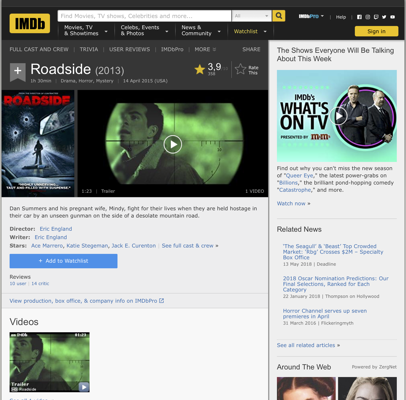 IMDb
Find Movies, TV shows, Celebrities and more...
All
Movies, TV
& Showtimes
Celebs, Events
& Photos
News &
Community
Watchlist
IMDbPro
Help
Sign in
FULL CAST AND CREW | TRIVIA | USER REVIEWS | IMDbPro | MORE
SHARE
Roadside (2013)
1h 30min | Drama, Horror, Mystery | 14 April 2015 (USA)
3,9
Rate
This
ROADSIDE
1:23 | Trailer
1 VIDEO
Dan Summers and his pregnant wife, Mindy, fight for their lives when they are held hostage in
their car by an unseen gunman on the side of a desolate mountain road.
Director: Eric England
Writer: Eric England
Stars: Ace Marrero, Katie Stegeman, Jack E. Curenton | See full cast & crew »
+ Add to Watchlist
Reviews
10 user | 14 critic
View production, box office, & company info on IMDbPro
Videos
IMDb
01:23
Trailer
Roadside
The Shows Everyone Will Be Talking
About This Week
IMDb's
WHAT'S
ON TV
PRESENTED BY
Find out why you can't miss the new season
of "Queer Eye," the latest power-grabs on
"Billions," the brilliant pond-hopping comedy
"Catastrophe," and more.
Watch now »
Related News
'The Seagull' & 'Beast' Top Crowded
Market: 'Rbg' Crosses $2M – Specialty
Box Office
13 May 2018 | Deadline
2018 Oscar Nomination Predictions: Our
Final Selections, Ranked for Each
Category
22 January 2018 | Thompson on Hollywood
Horror Channel serves up seven
premieres in April
31 March 2016 | Flickeringmyth
See all related articles »
Around The Web
Powered by ZergNet